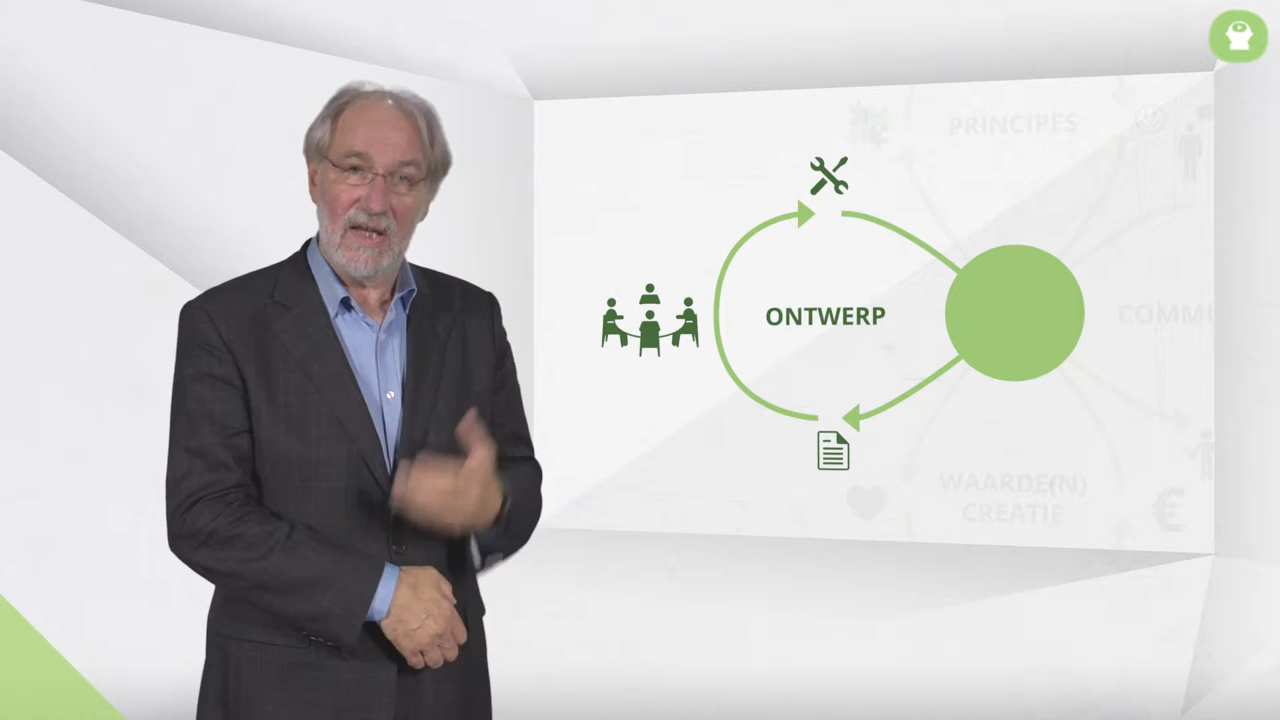 PRINCIPES
ONTWERP
WAARDE(N)
CREATIE
€